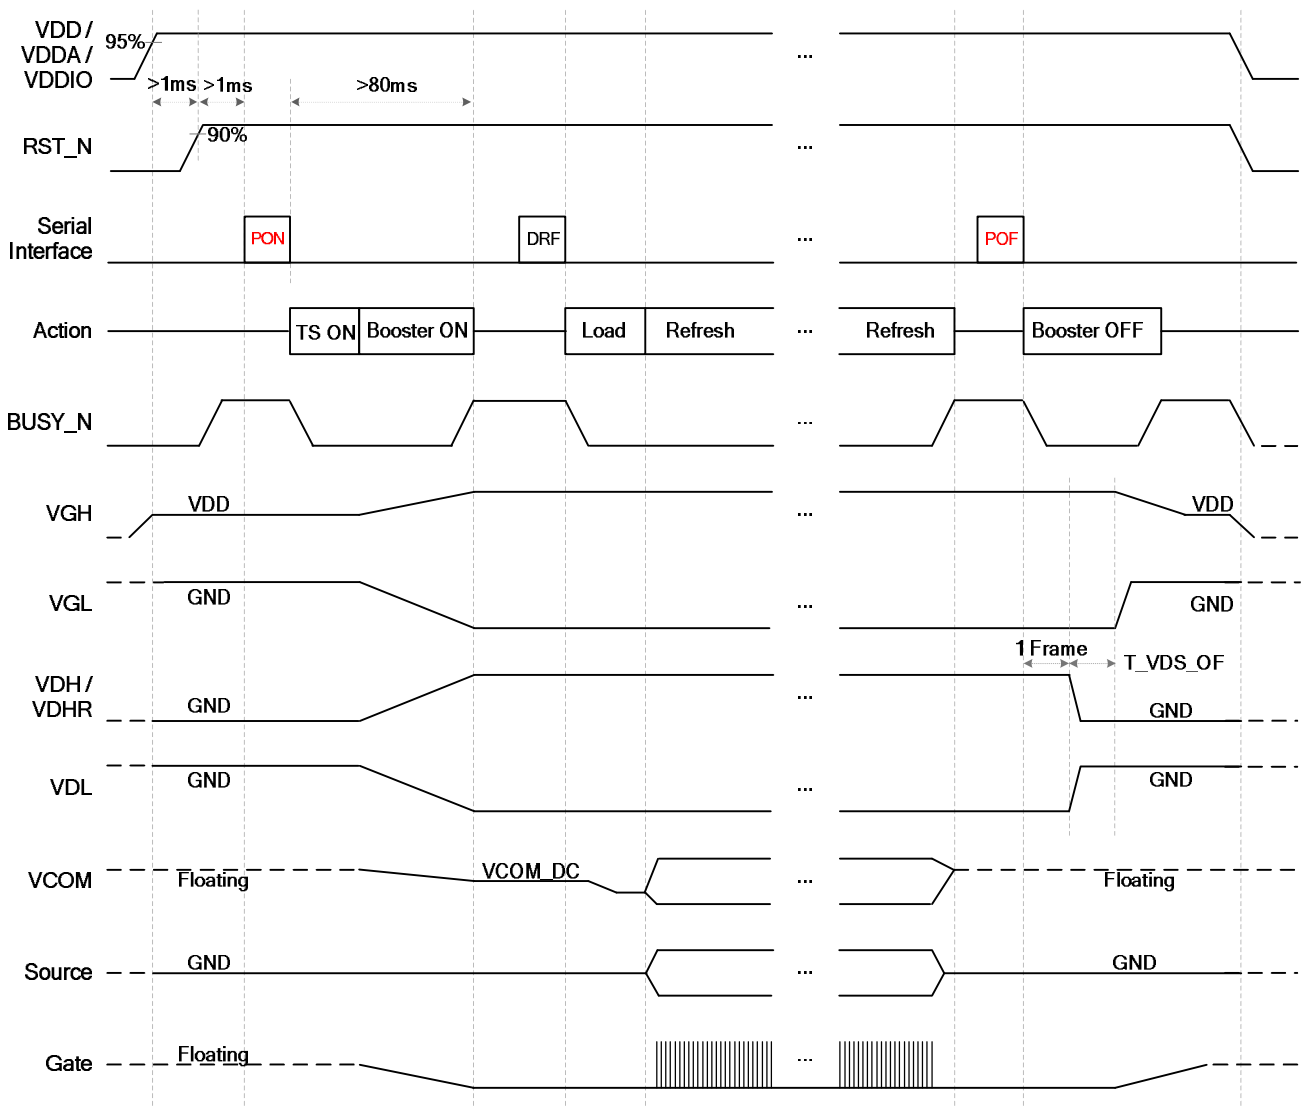 VDD /
VDDA /
VDDIO
95%
>1ms
>1ms
>80ms
...
RST_N
90%
...
Serial
Interface
PON
DRF
...
POF
Action
TS ON
Booster ON
Load
Refresh
...
Refresh
Booster OFF
BUSY_N
...
VGH
VDD
...
VDD
VGL
GND
...
GND
1 Frame
T_VDS_OF
VDH /
VDHR
GND
...
GND
VDL
GND
...
GND
VCOM
Floating
VCOM_DC
...
Floating
Source
GND
...
GND
Gate
Floating
...